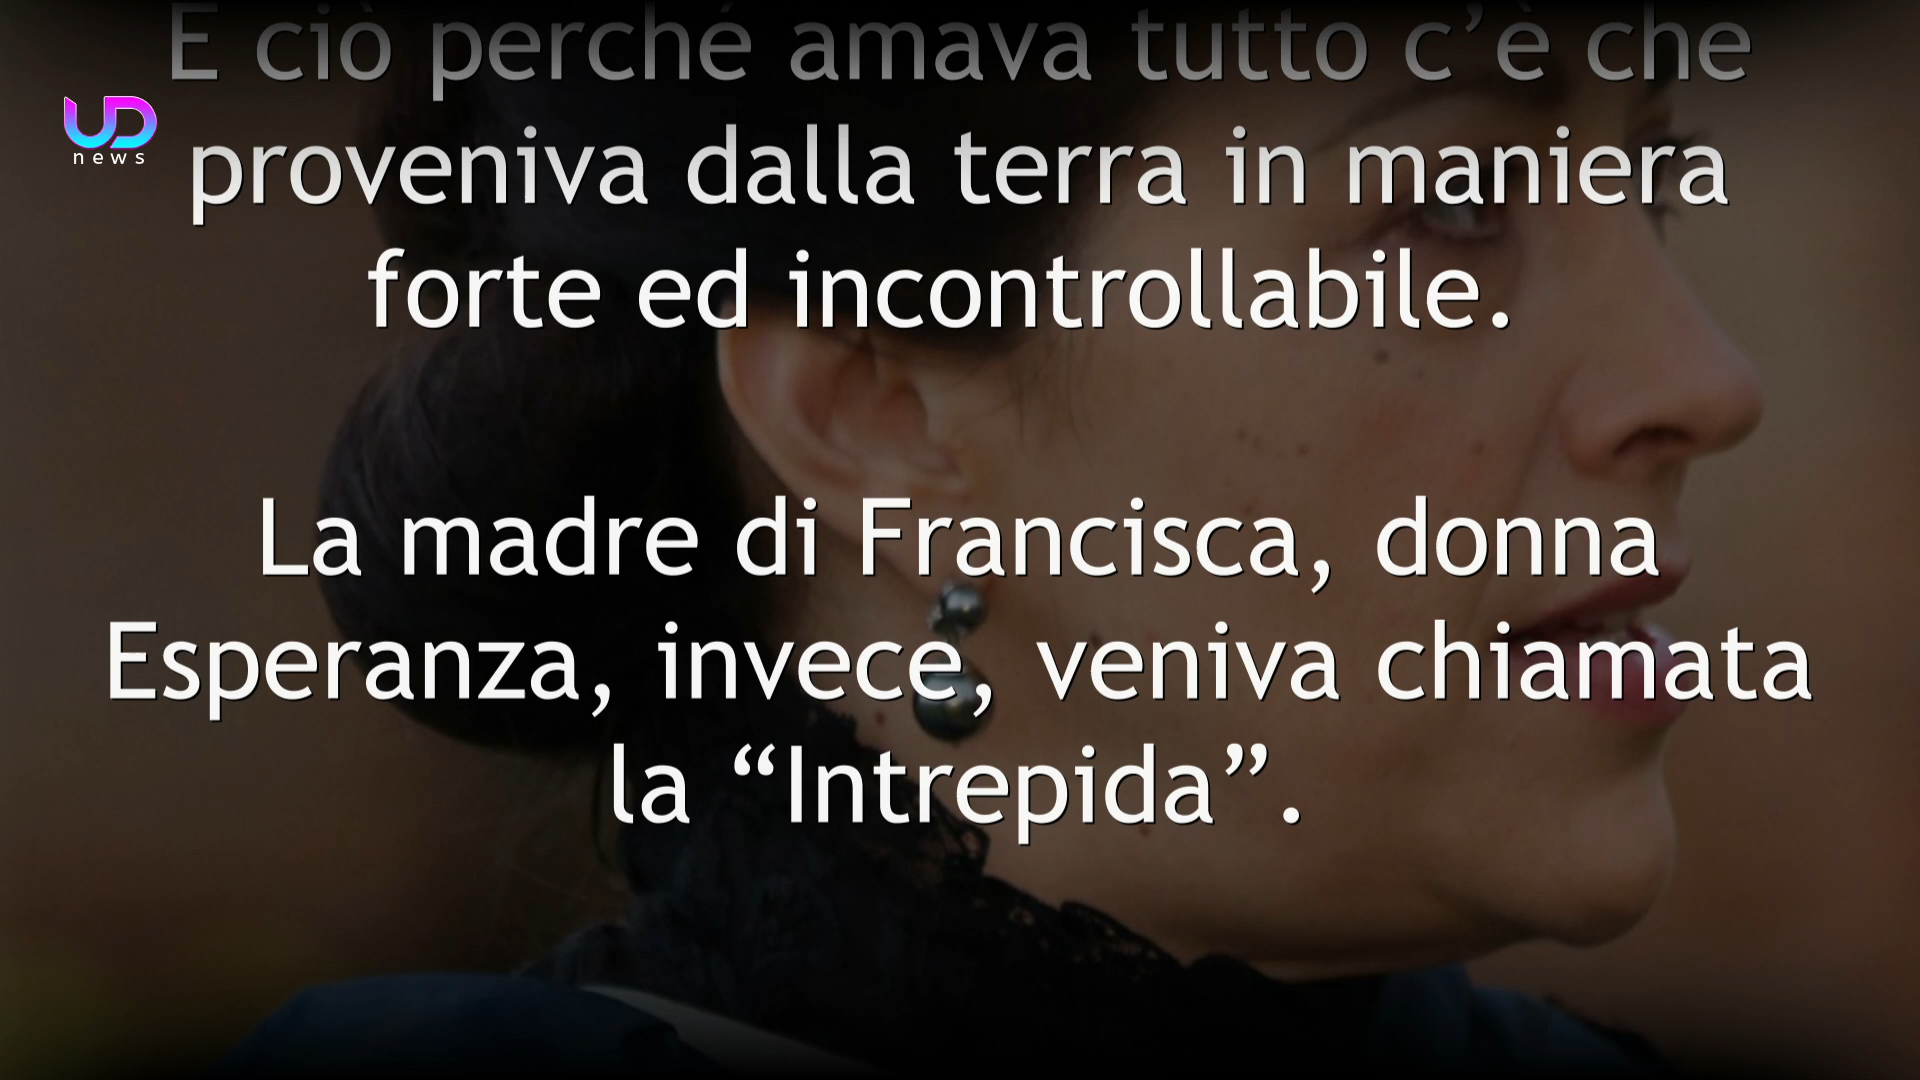 E ciò perché amava tutto c’è che
UD
news
proveniva dalla terra in maniera
forte ed incontrollabile.
La madre di Francisca, donna
Esperanza, invece, veniva chiamata
la “Intrepida”.